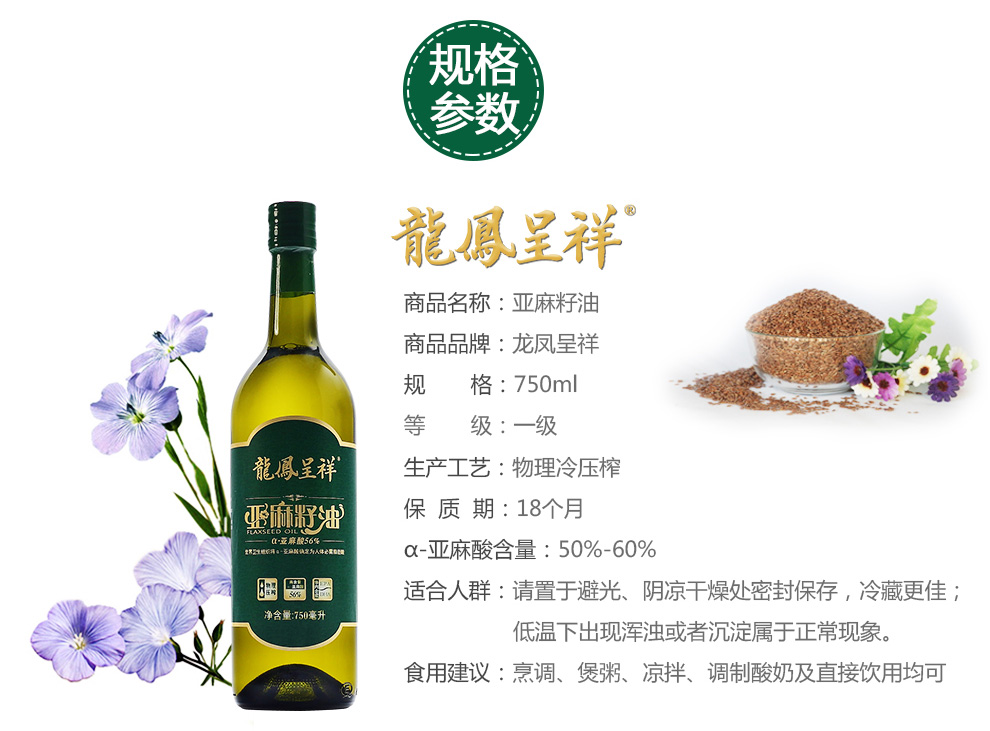 规格
参数
龍鳳呈祥®
商品名称：亚麻籽油
商品品牌：龙凤呈祥
规 格：750ml
等 级：一级
生产工艺：物理冷压榨
保 质 期：18个月
α-亚麻酸含量：50%-60%
适合人群：请置于避光、阴凉干燥处密封保存，冷藏更佳；
低温下出现浑浊或者沉淀属于正常现象。
食用建议：烹调、煲粥、凉拌、调制酸奶及直接饮用均可
龍鳳呈祥®
亚麻籽油
FLAXSEED OIL
α-亚麻酸56%
物理
压榨
56%
净含量:750毫升